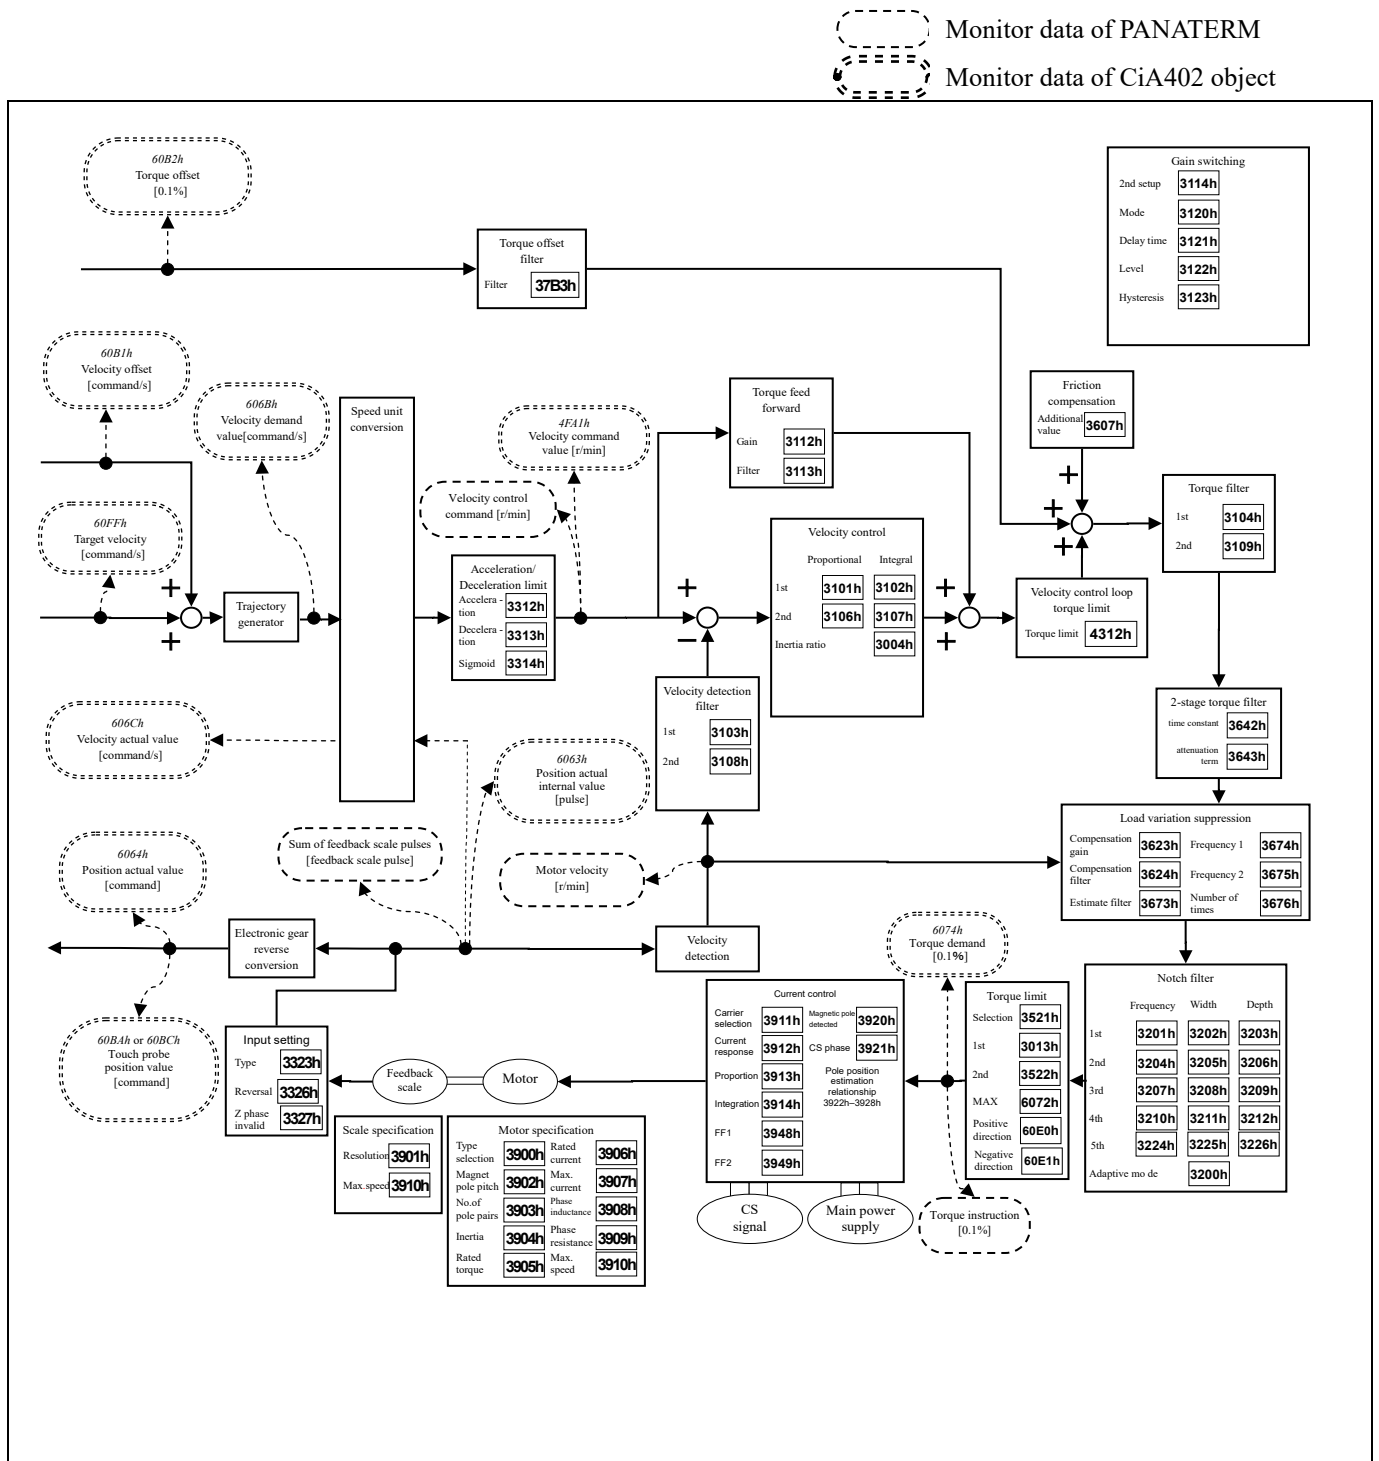 Monitor data of PANATERM
Monitor data of CiA402 object
60B2h
Torque offset
[0.1%]
Gain switching
2nd setup 3114h
Mode 3120h
Delay time 3121h
Level 3122h
Hysteresis 3123h
Torque offset
filter
Filter 37B3h
60B1h
Velocity offset
[command/s]
606Bh
Velocity demand
value[command/s]
Speed unit
conversion
4FA1h
Velocity command
value [r/min]
Torque feed
forward
Gain 3112h
Filter 3113h
Friction
compensation
Additional
value 3607h
+
Velocity control
command [r/min]
60FFh
Target velocity
[command/s]
Torque filter
1st 3104h
2nd 3109h
+
+
Velocity control
Proportional Integral
1st 3101h 3102h
2nd 3106h 3107h
Inertia ratio 3004h
+
+
Trajectory
generator
Acceleration/
Deceleration limit
Accelera -
tion 3312h
Decelera -
tion 3313h
Sigmoid 3314h
+
−
+
+
Velocity control loop
torque limit
Torque limit 4312h
606Ch
Velocity actual value
[command/s]
6063h
Position actual
internal value
[pulse]
Velocity detection
filter
1st 3103h
2nd 3108h
2-stage torque filter
time constant 3642h
attenuation
term 3643h
Load variation suppression
Compensation
gain 3623h Frequency 1 3674h
Compensation
filter 3624h Frequency 2 3675h
Estimate filter 3673h Number of
times 3676h
6064h
Position actual value
[command]
Sum of feedback scale pulses
[feedback scale pulse]
Motor velocity
[r/min]
Electronic gear
reverse
conversion
Velocity
detection
6074h
Torque demand
[0.1%]
Notch filter
Frequency Width Depth
1st 3201h 3202h 3203h
2nd 3204h 3205h 3206h
3rd 3207h 3208h 3209h
4th 3210h 3211h 3212h
5th 3224h 3225h 3226h
Adaptive mo de 3200h
Current control
Carrier
selection 3911h Magnetic pole
detected 3920h
Current
response 3912h CS phase 3921h
Proportion 3913h
Pole position
estimation
relationship
3922h–3928h
Integration 3914h
FF1 3948h
FF2 3949h
Torque limit
Selection 3521h
1st 3013h
2nd 3522h
MAX 6072h
Positive
direction 60E0h
Negative
direction 60E1h
60BAh or 60BCh
Touch probe
position value
[command]
Input setting
Type 3323h
Reversal 3326h
Z phase
invalid 3327h
Feedback
scale
Motor
Scale specification
Resolution 3901h
Max.speed 3910h
Motor specification
Type
selection 3900h Rated
current 3906h
Magnet
pole pitch 3902h Max.
current 3907h
No.of
pole pairs 3903h Phase
inductance 3908h
Inertia 3904h Phase
resistance 3909h
Rated
torque 3905h Max.
speed 3910h
CS
signal
Main power
supply
Torque instruction
[0.1%]